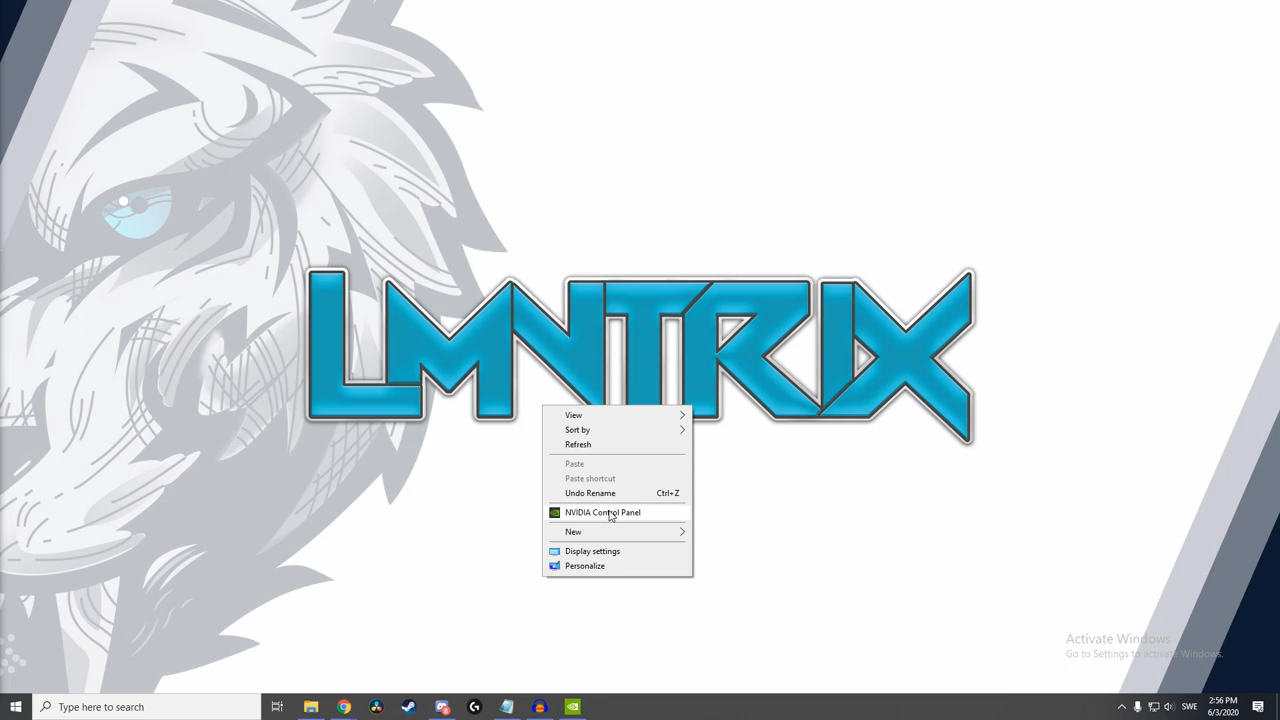 LMNTRIX
View
Sort by
Refresh
Paste
Paste shortcut
Undo Rename Ctrl+Z
NVIDIA Control Panel
New
Display settings
Personalize
Activate Windows
Go to Settings to activate Windows.
Type here to search
SWE
2:56 PM
6/3/2020